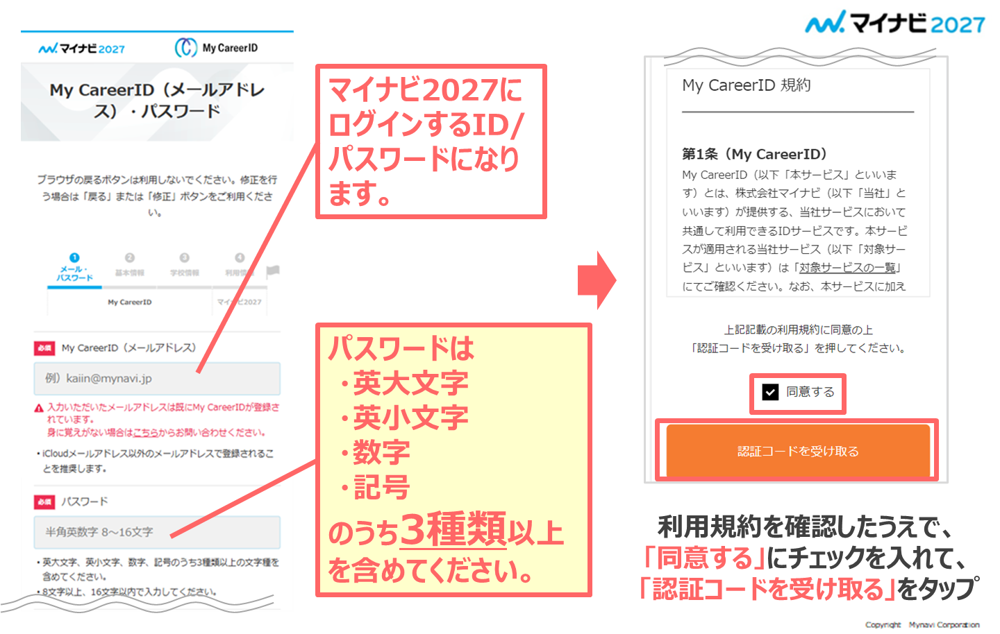 マイナビ2027
マイナビ2027
My CareerID
My CareerID（メールアドレ
ス）・パスワード
ブラウザの戻るボタンは利用しないでください。修正を行
う場合は「戻る」または「修正」ボタンをご利用くださ
い。
1
2
3
4
メール・
パスワード
基本情報
学校情報
利用情報
My CareerID
マイナビ2027
必須 My CareerID（メールアドレス）
例）kaiin@mynavi.jp
入力いただいたメールアドレスは既にMy CareerIDが登録さ
れています。
身に覚えがない場合はこちらからお問い合わせください。
・iCloudメールアドレス以外のメールアドレスで登録されるこ
とを推奨します。
必須 パスワード
半角英数字 8～16文字
・英大文字、英小文字、数字、記号のうち3種類以上の文字種を
含めてください。
・8文字以上、16文字以内で入力してください。
マイナビ2027に
ログインするID/
パスワードになり
ます。
パスワードは
・英大文字
・英小文字
・数字
・記号
のうち3種類以上
を含めてください。
My CareerID 規約
第1条（My CareerID）
My CareerID（以下「本サービス」といいま
す）とは、株式会社マイナビ（以下「当社」と
いいます）が提供する、当社サービスにおいて
共通して利用できるIDサービスです。本サービ
スが適用される当社サービス（以下「対象サー
ビス」といいます）は「対象サービスの一覧」
にてご確認ください。なお、本サービスに加え
上記記載の利用規約に同意の上
「認証コードを受け取る」を押してください。
同意する
認証コードを受け取る
利用規約を確認したうえで、
「同意する」にチェックを入れて、
「認証コードを受け取る」をタップ
Copyright Mynavi Corporation